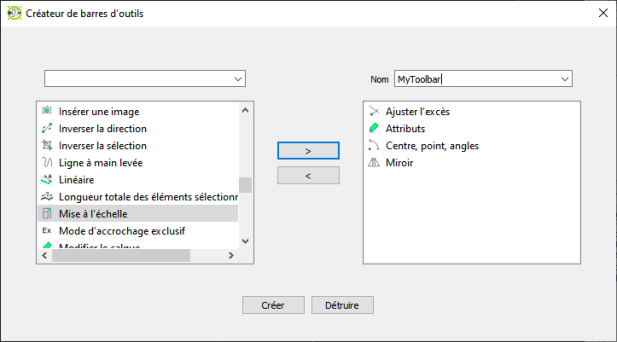 Créateur de barres d'outils
Nom MyToolbar
Insérer une image
Inverser la direction
Inverser la sélection
Ligne à main levée
Linéaire
Longueur totale des éléments sélectionn
Mise à l'échelle
Ex Mode d'accrochage exclusif
Modifier le calque
Ajuster l'excès
Attributs
Centre, point, angles
Miroir
>
<
Créer
Détruire